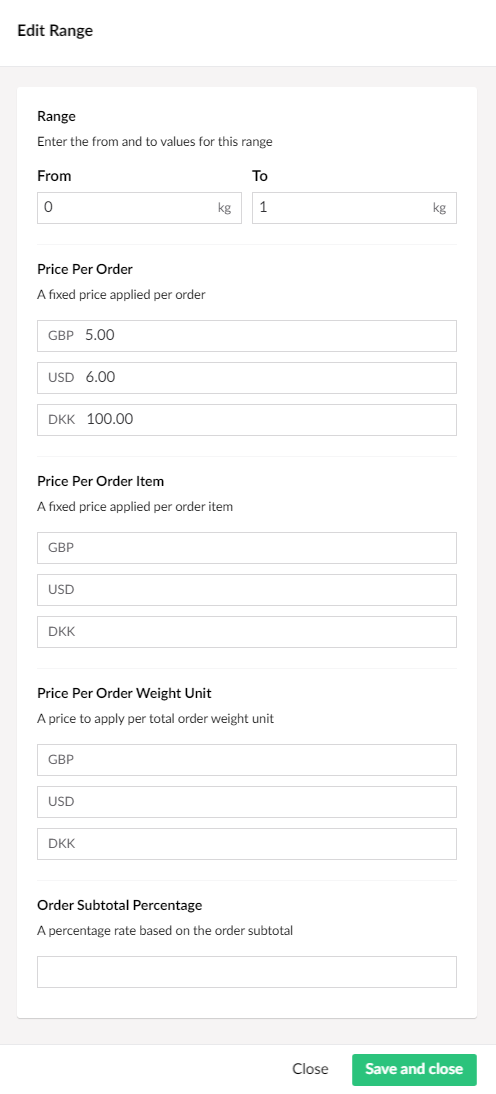 Edit Range
Range
Enter the from and to values for this range
From To
0 kg 1 kg
Price Per Order
A fixed price applied per order
GBP 5.00
USD 6.00
DKK 100.00
Price Per Order Item
A fixed price applied per order item
GBP
USD
DKK
Price Per Order Weight Unit
A price to apply per total order weight unit
GBP
USD
DKK
Order Subtotal Percentage
A percentage rate based on the order subtotal
Close Save and close